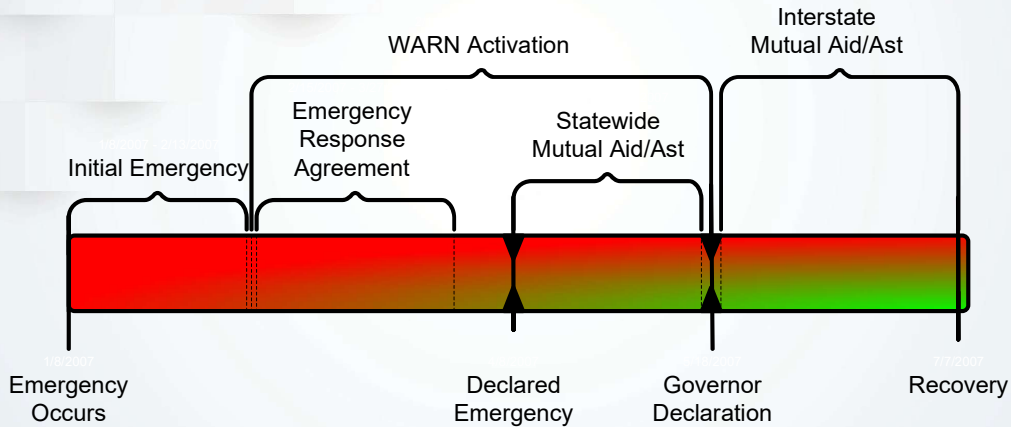 Interstate
Mutual Aid/Ast
WARN Activation
Emergency
Response
Agreement
Statewide
Mutual Aid/Ast
Initial Emergency
1/8/2007
7/7/2007
Emergency
Occurs
Declared
Emergency
Governor
Declaration
Recovery